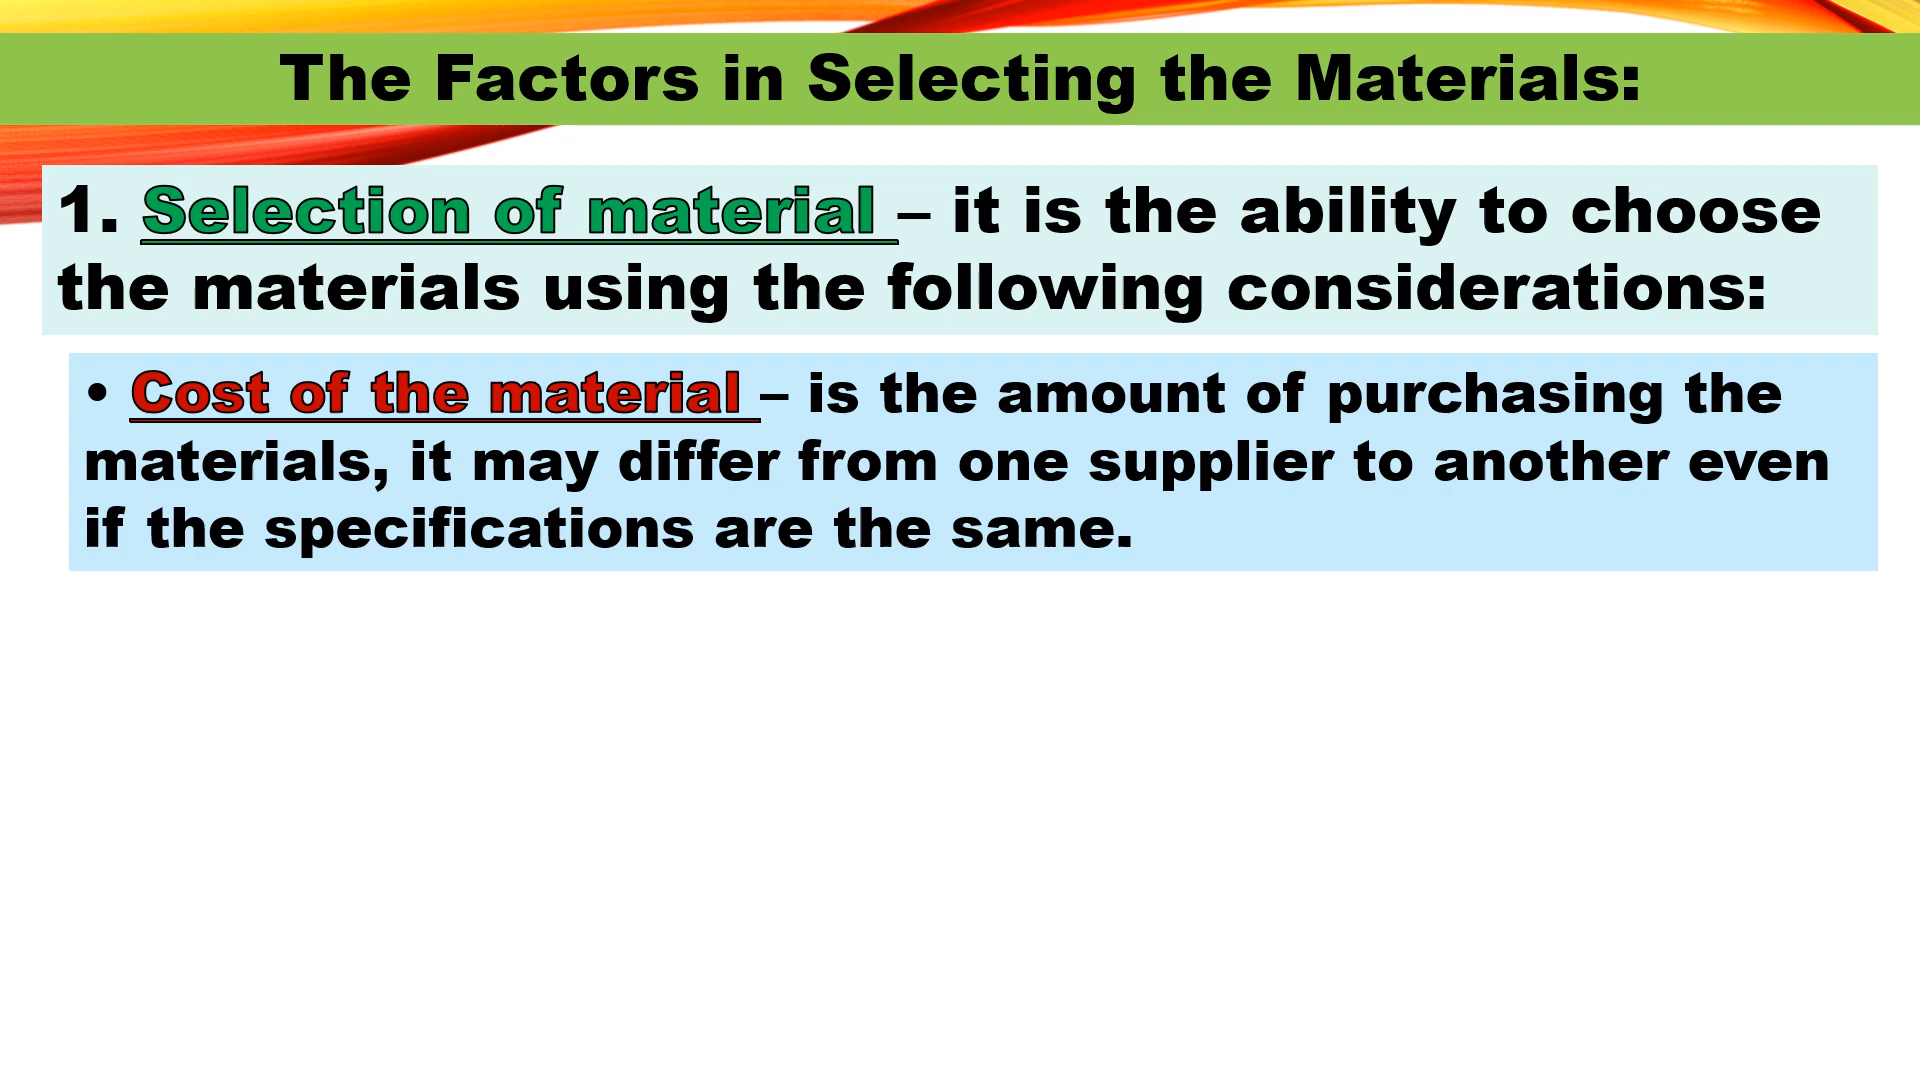 The Factors in Selecting the Materials:
1. Selection of material – it is the ability to choose
the materials using the following considerations:
• Cost of the material – is the amount of purchasing the
materials, it may differ from one supplier to another even
if the specifications are the same.